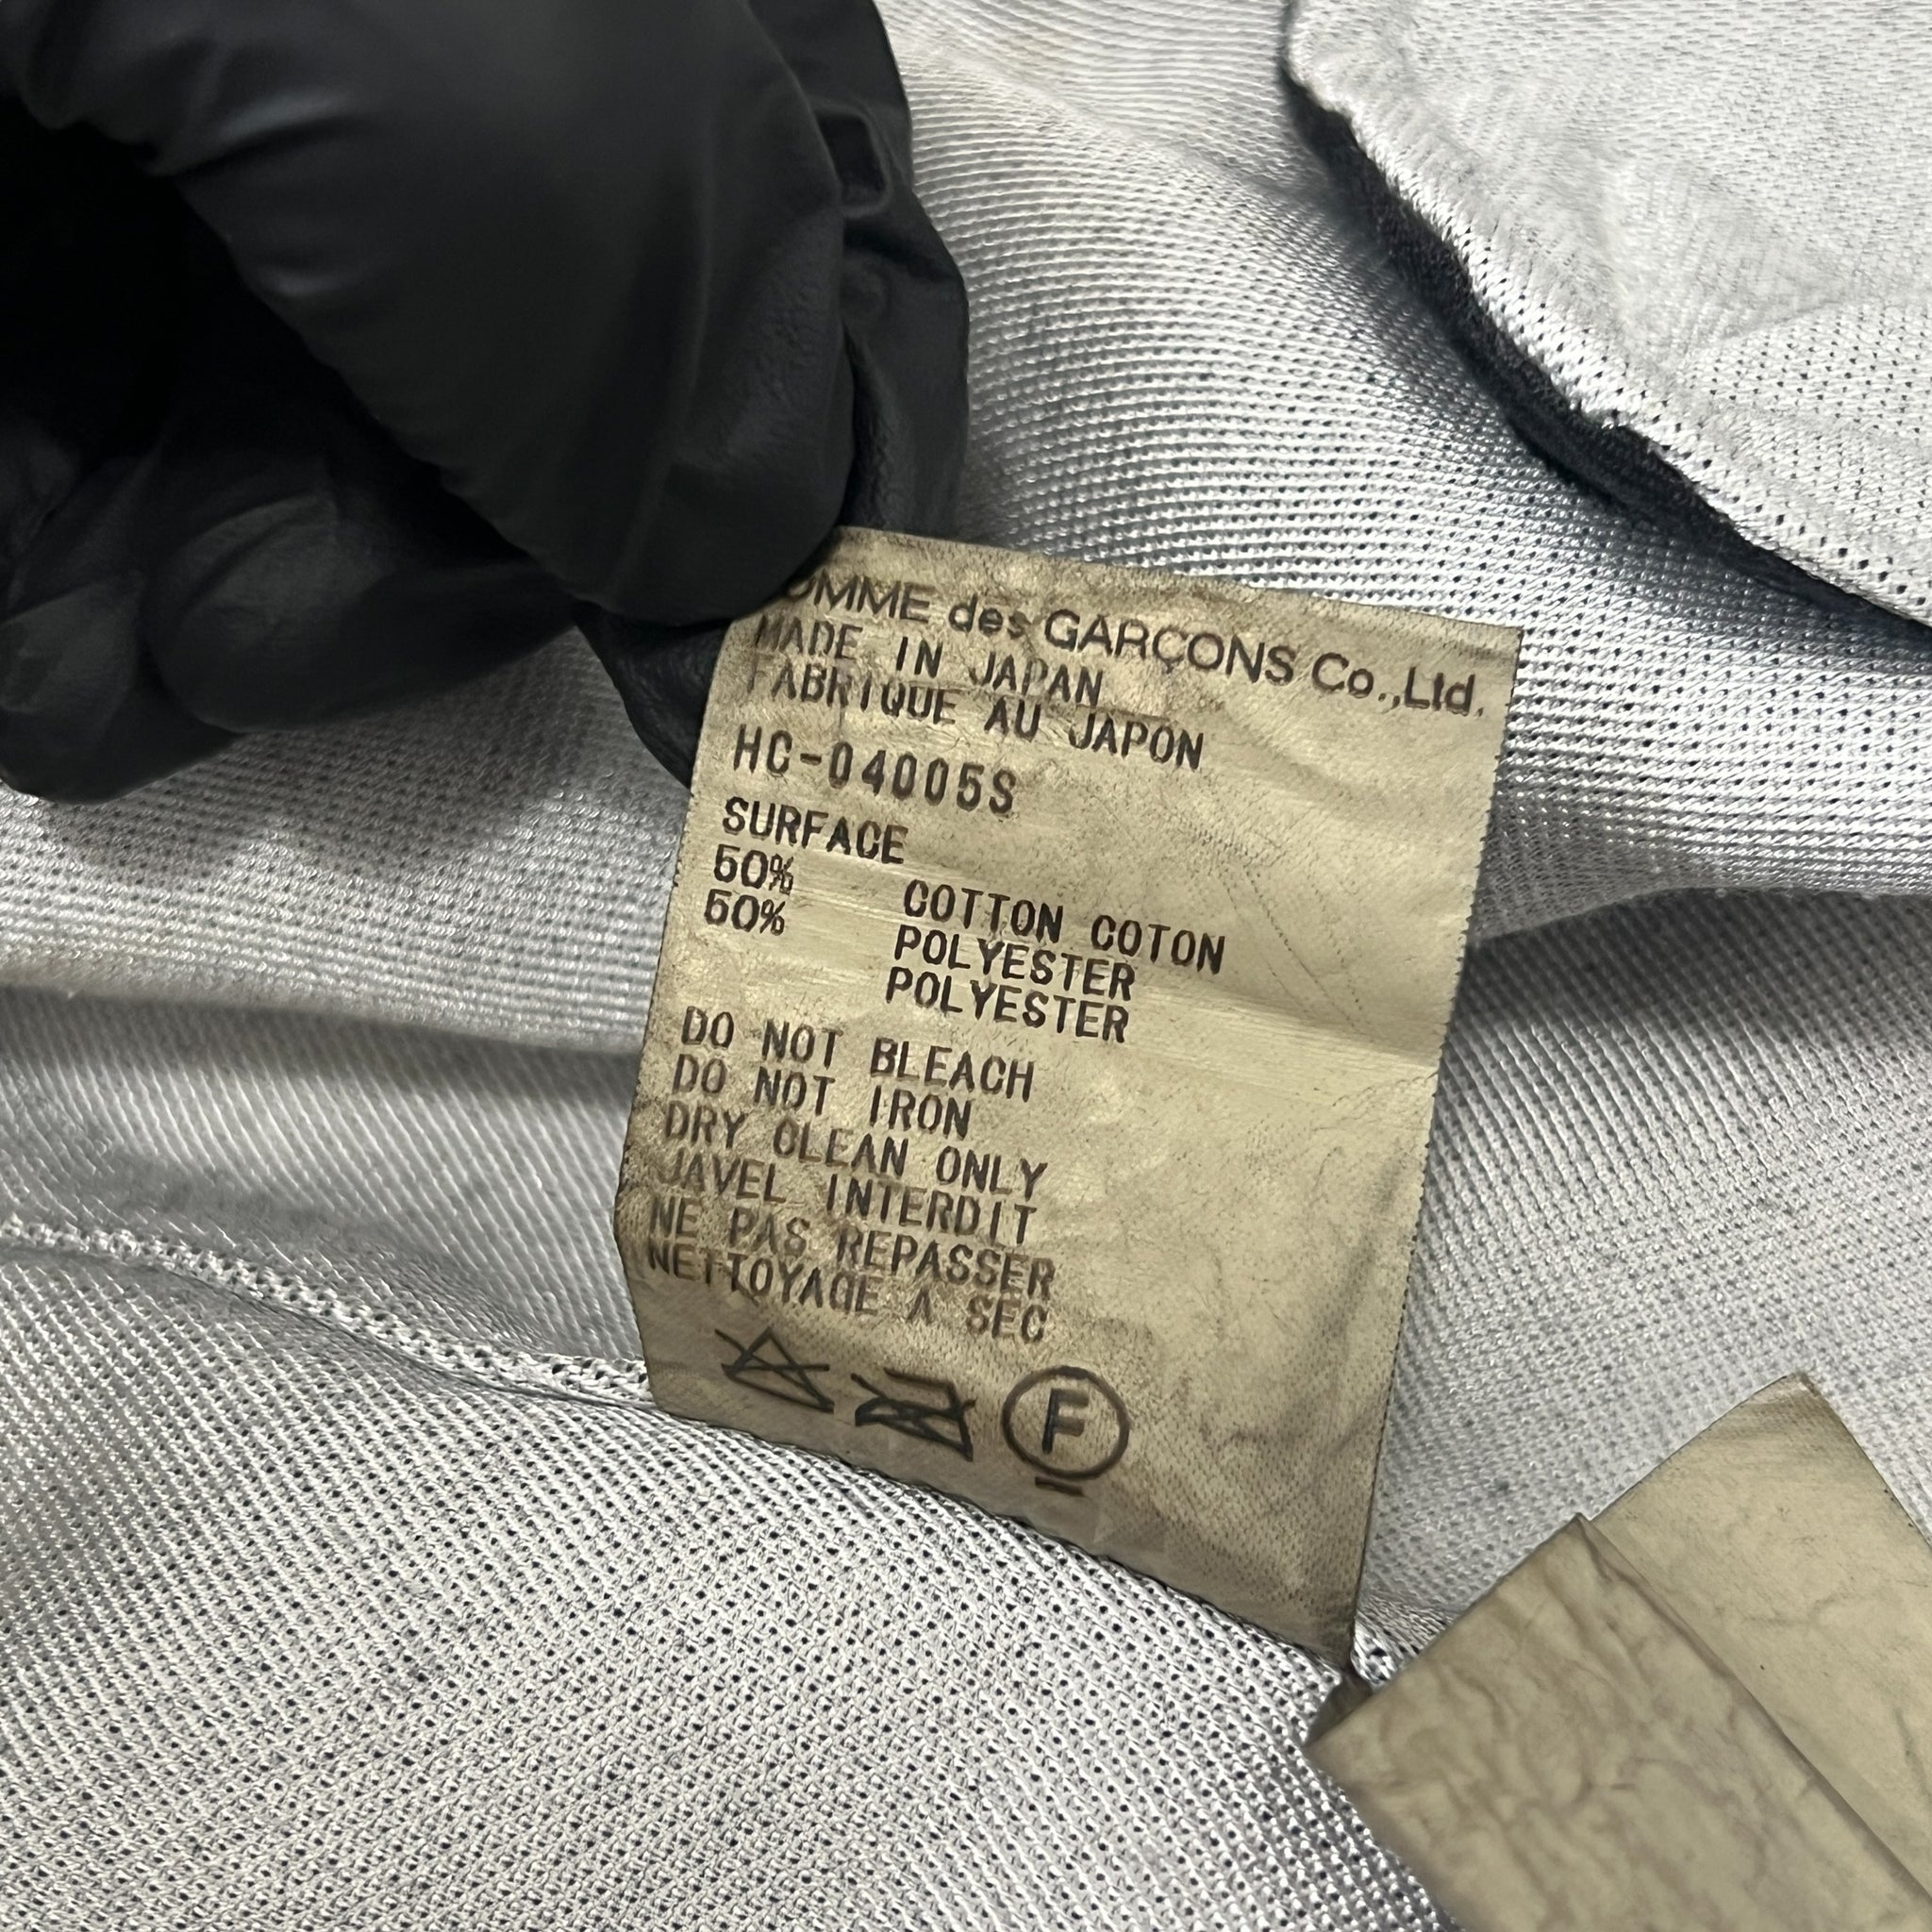 OMME des GARÇONS Co.,Ltd.
MADE IN JAPAN
FABRIQUE AU JAPON
HC-04005S
SURFACE
50% COTTON COTON
50% POLYESTER
POLYESTER
DO NOT BLEACH
DO NOT IRON
DRY CLEAN ONLY
JAVEL INTERDIT
NE PAS REPASSER
NETTOYAGE A SEC
F